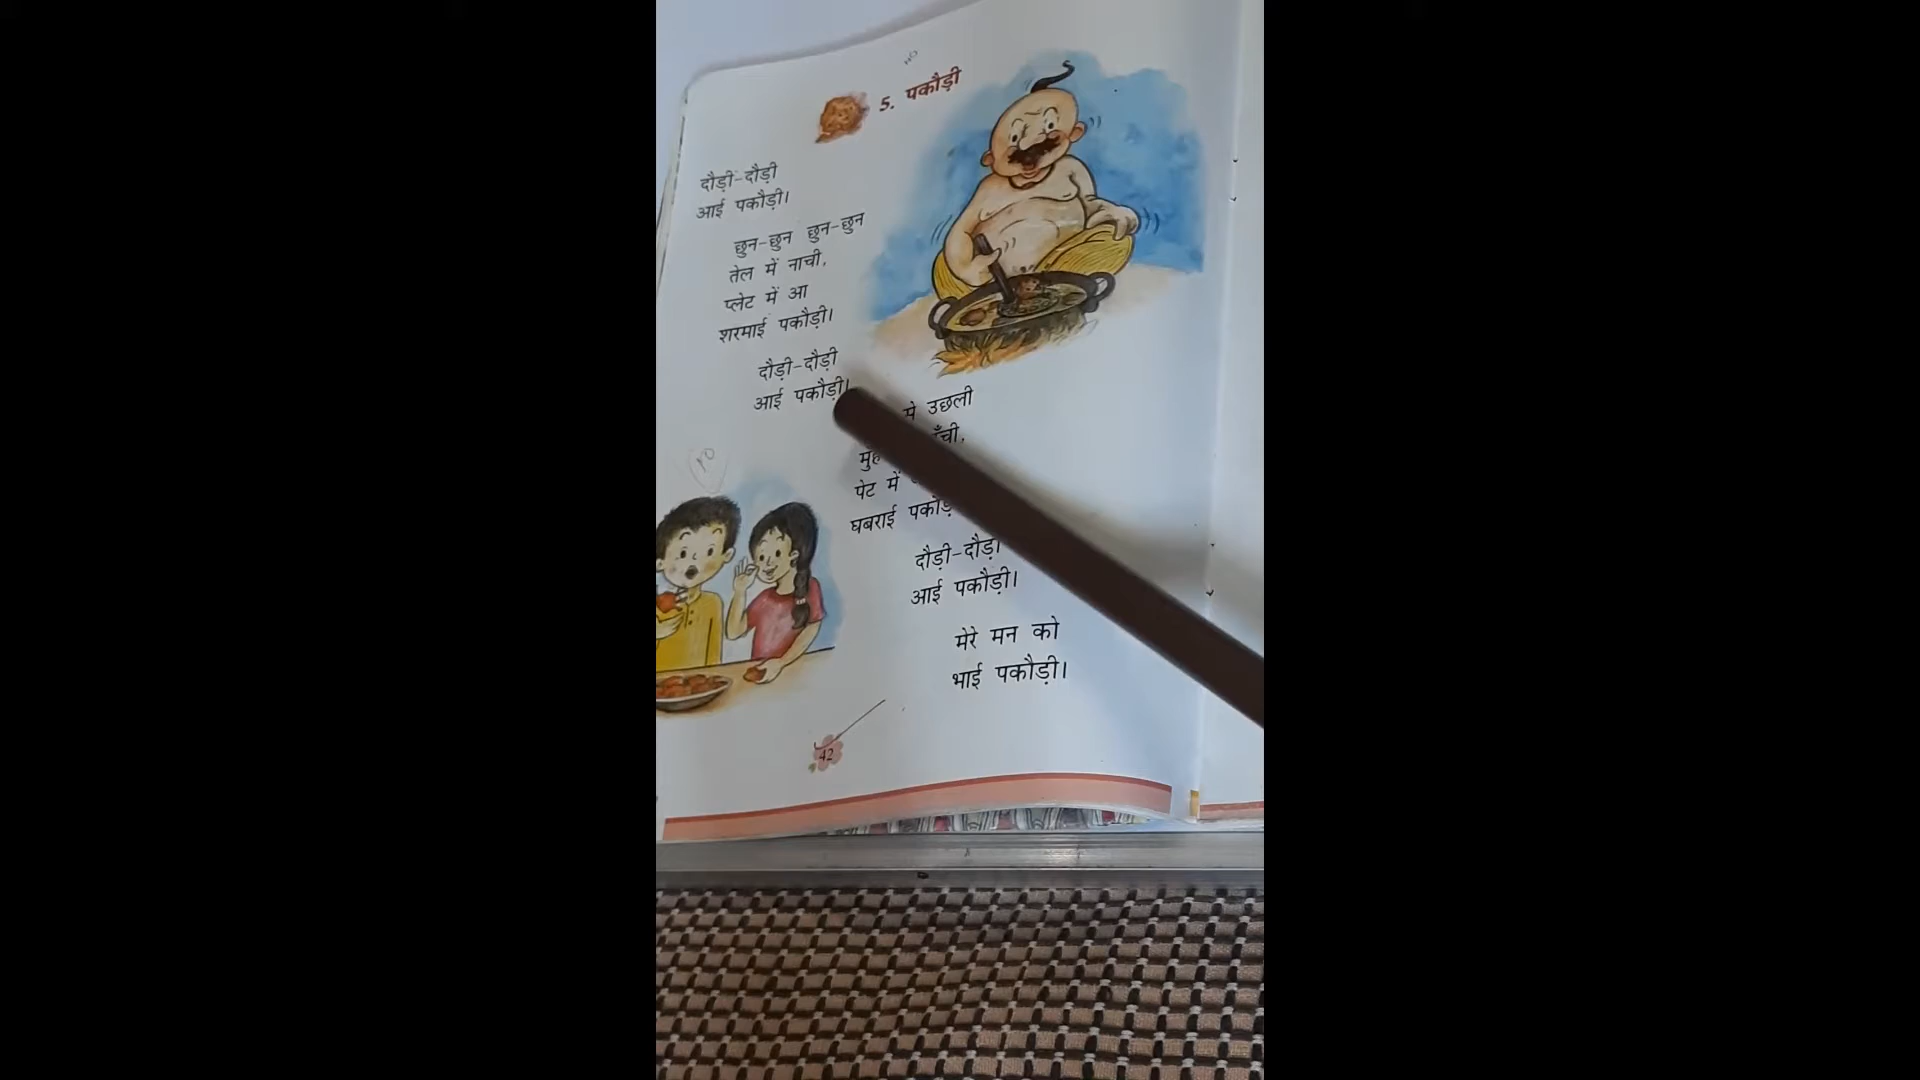 5. पकौड़ी
दौड़ी-दौड़ी
आई पकौड़ी।
छुन-छुन छुन-छुन
तेल में नाची,
प्लेट में आ
शरमाई पकौड़ी।
दौड़ी-दौड़ी
आई पकौड़ी।
उछली
पेट में
घबराई
दौड़ी-दौड़ी
आई पकौड़ी।
मेरे मन को
भाई पकौड़ी।
42